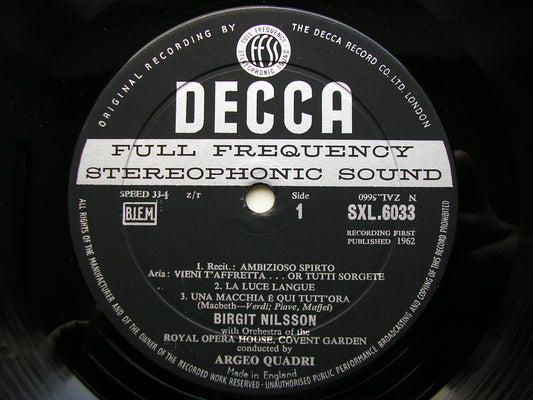 ORIGINAL RECORDING BY THE DECCA RECORD CO. LTD. LONDON
FULL FREQUENCY
FFSS
STEREOPHONIC SOUND
DECCA
FULL FREQUENCY
STEREOPHONIC SOUND
SPEED 33⅓ Z/T Side N ZAL.5660
B.I.E.M. 1 SXL.6033
RECORDING FIRST
PUBLISHED 1962
1. Recit.: AMBIZIOSO SPIRTO
Aria: VIENI T'AFFRETTA . . . OR TUTTI SORGETE
2. LA LUCE LANGUE
3. UNA MACCHIA È QUI TUTT'ORA
(Macbeth—Verdi; Piave, Maffei)
BIRGIT NILSSON
with Orchestra of the
ROYAL OPERA HOUSE, COVENT GARDEN
conducted by
ARGEO QUADRI
Made in England
ALL RIGHTS OF THE MANUFACTURER AND OF THE OWNER OF THE RECORDED WORK RESERVED · UNAUTHORISED PUBLIC PERFORMANCE BROADCASTING AND COPYING OF THIS RECORD PROHIBITED